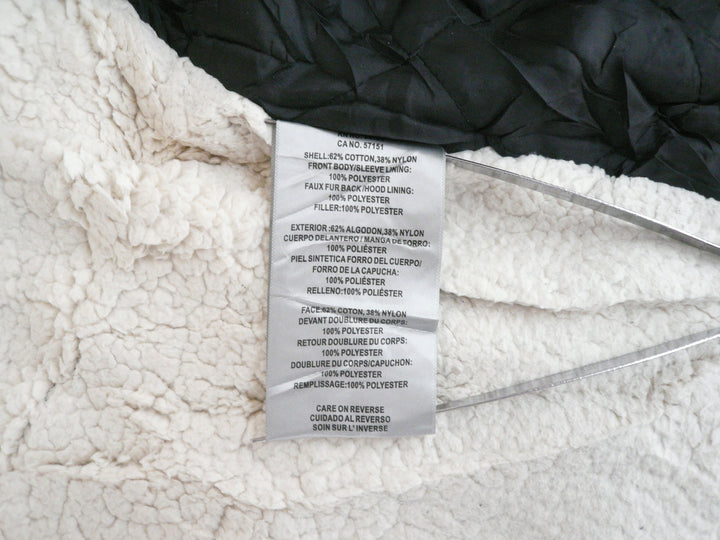 CA NO. 57151
SHELL:62% COTTON,38% NYLON
FRONT BODY/SLEEVE LINING:
100% POLYESTER
FAUX FUR BACK/HOOD LINING:
100% POLYESTER
FILLER:100% POLYESTER
EXTERIOR:62% ALGODON,38% NYLON
CUERPO DELANTERO/MANGA DE TORRO:
100% POLIÉSTER
PIEL SINTETICA FORRO DEL CUERPO/
FORRO DE LA CAPUCHA:
100% POLIÉSTER
RELLENO:100% POLIÉSTER
FACE:62% COTON, 38% NYLON
DEVANT DOUBLURE DU CORPS:
100% POLYESTER
RETOUR DOUBLURE DU CORPS:
100% POLYESTER
DOUBLURE DU CORPS/CAPUCHON:
100% POLYESTER
REMPLISSAGE:100% POLYESTER
CARE ON REVERSE
CUIDADO AL REVERSO
SOIN SUR L'INVERSE